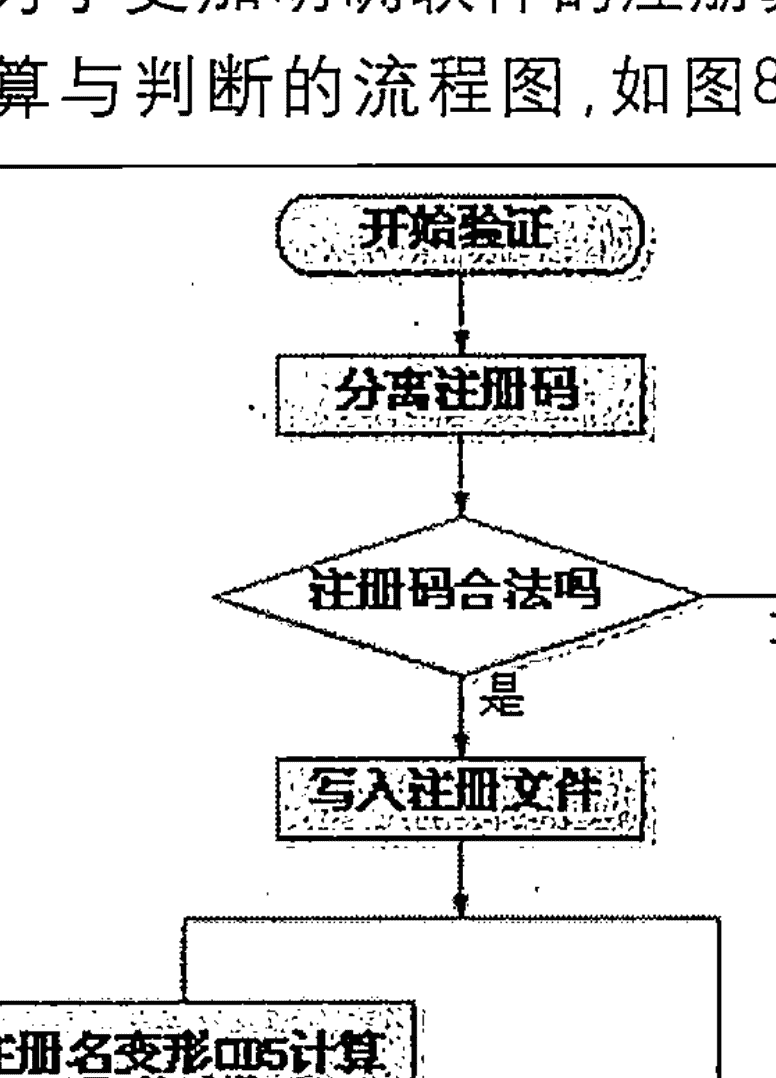 算与判断的流程图,如图8
开始验证
分离注册码
注册码合法吗
是
写入注册文件
注册名变形MD5计算